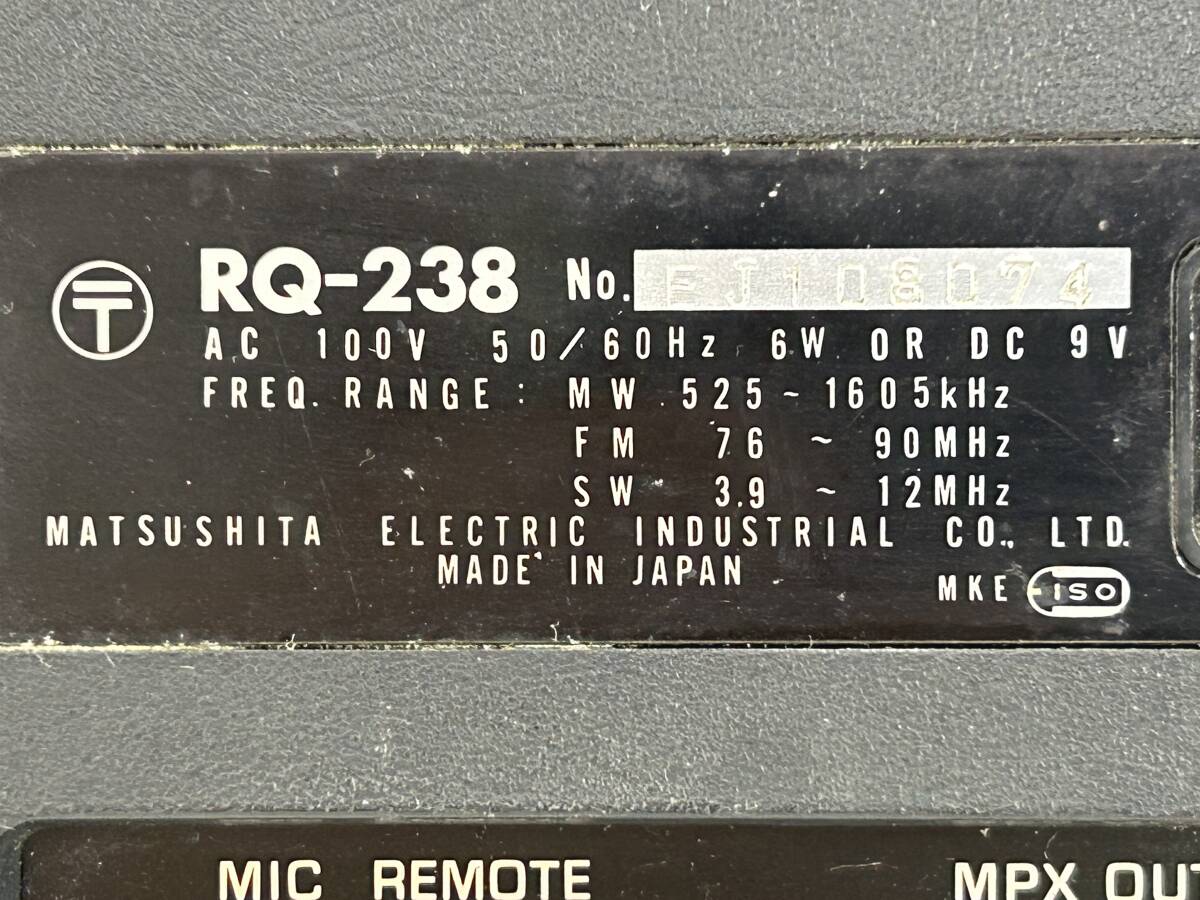 RQ-238 No. FJ108074
AC 100V 50/60Hz 6W OR DC 9V
FREQ. RANGE : MW 525 ~ 1605kHz
FM 76 ~ 90MHz
SW 3.9 ~ 12MHz
MATSUSHITA ELECTRIC INDUSTRIAL CO., LTD.
MADE IN JAPAN
MKE ISO
MIC REMOTE MPX OUT